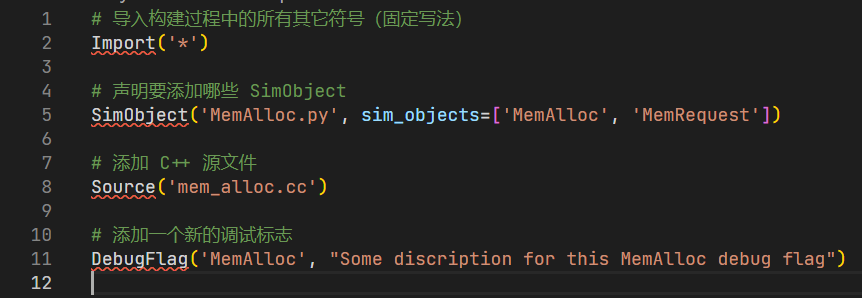 1 # 导入构建过程中的所有其它符号（固定写法）
2 Import('*')
3
4 # 声明要添加哪些 SimObject
5 SimObject('MemAlloc.py', sim_objects=['MemAlloc', 'MemRequest'])
6
7 # 添加 C++ 源文件
8 Source('mem_alloc.cc')
9
10 # 添加一个新的调试标志
11 DebugFlag('MemAlloc', "Some discription for this MemAlloc debug flag")
12